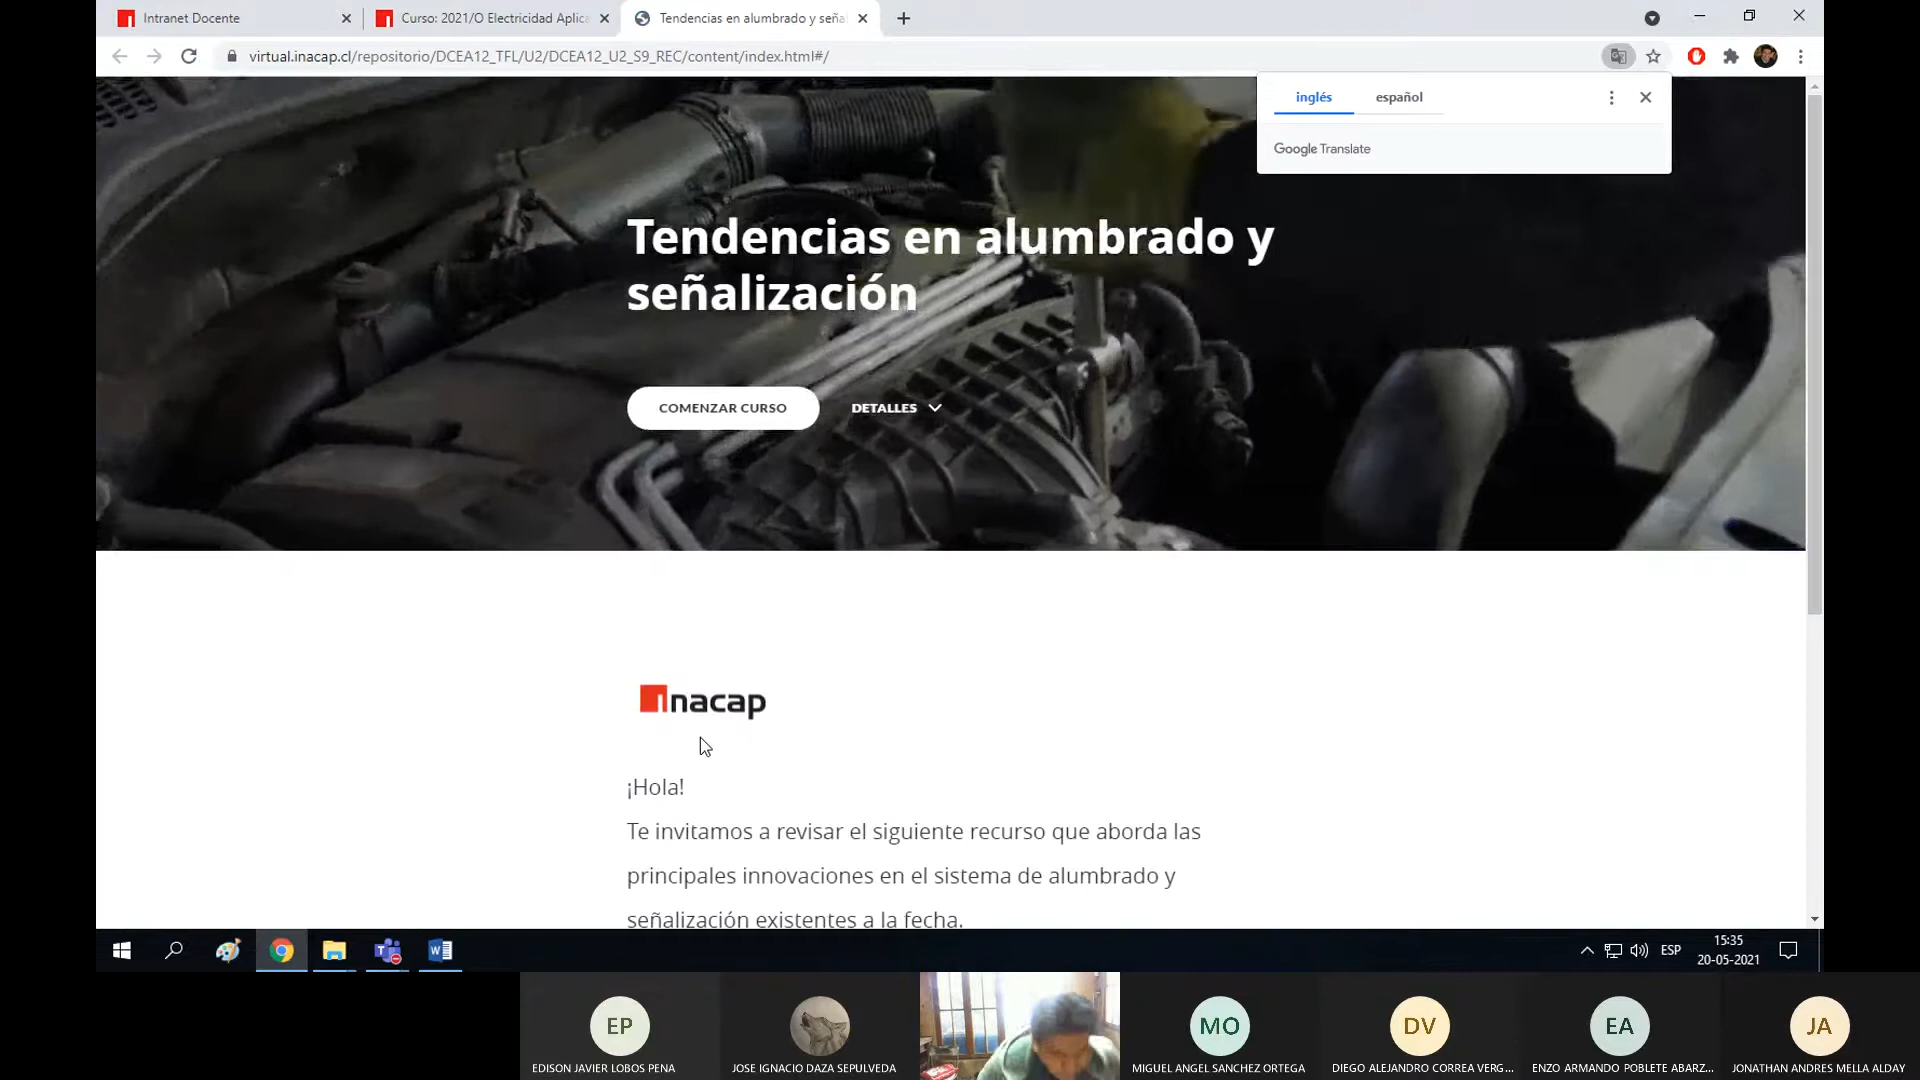 Intranet Docente
Curso: 2021/O Electricidad Aplica
Tendencias en alumbrado y seña
virtual.inacap.cl/repositorio/DCEA12_TFL/U2/DCEA12_U2_S9_REC/content/index.html#/
inglés
español
Google Translate
Tendencias en alumbrado y
señalización
COMENZAR CURSO
DETALLES
inacap
¡Hola!
Te invitamos a revisar el siguiente recurso que aborda las
principales innovaciones en el sistema de alumbrado y
señalización existentes a la fecha.
ESP
15:35
20-05-2021
EP
MO
DV
EA
JA
EDISON JAVIER LOBOS PENA
JOSE IGNACIO DAZA SEPULVEDA
MIGUEL ANGEL SANCHEZ ORTEGA
DIEGO ALEJANDRO CORREA VERG...
ENZO ARMANDO POBLETE ABARZ...
JONATHAN ANDRES MELLA ALDAY